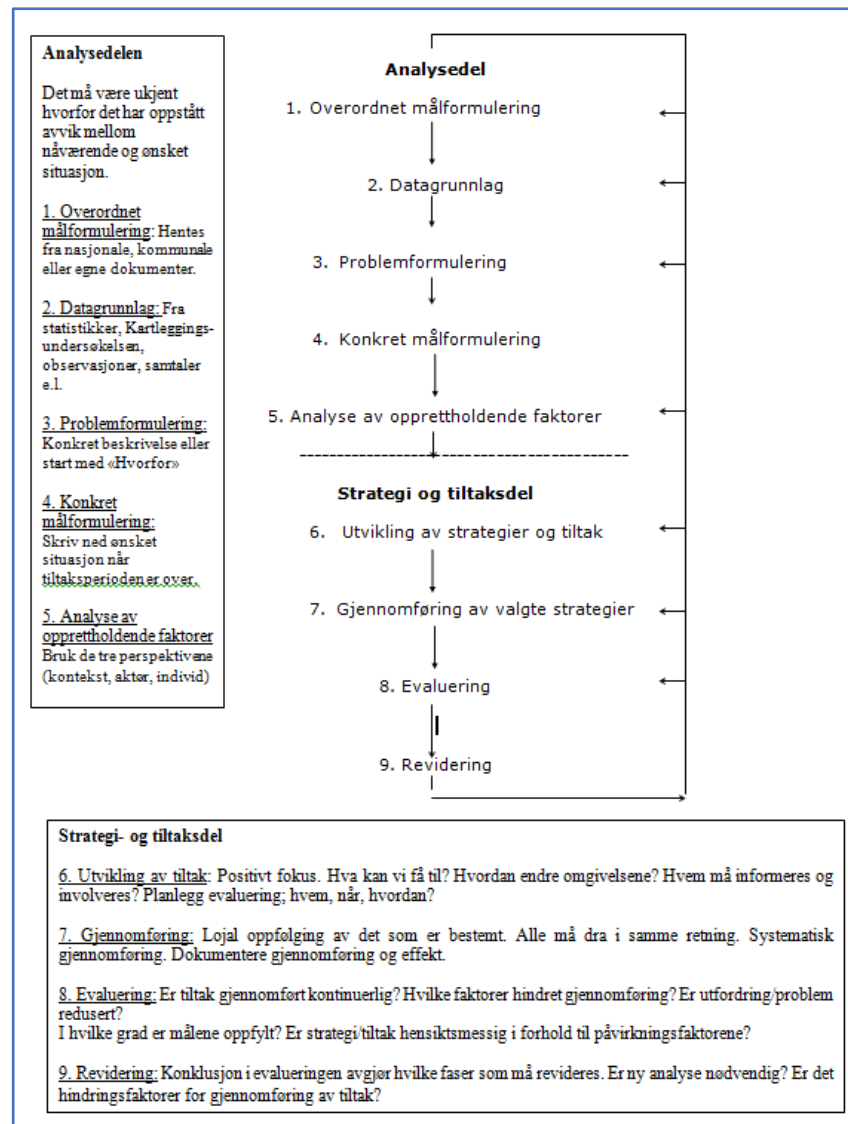 Analysedelen
Det må være ukjent
hvorfor det har oppstått
avvik mellom
nåværende og ønsket
situasjon.
1. Overordnet
målformulering: Hentes
fra nasjonale, kommunale
eller egne dokumenter.
2. Datagrunnlag: Fra
statistikker, Kartleggings-
undersøkelsen,
observasjoner, samtaler
e.l.
3. Problemformulering:
Konkret beskrivelse eller
start med «Hvorfor»
4. Konkret
målformulering:
Skriv ned ønsket
situasjon når
tiltaksperioden er over.
5. Analyse av
opprettholdende faktorer
Bruk de tre perspektivene
(kontekst, aktør, individ)
Analysedel
1. Overordnet målformulering
2. Datagrunnlag
3. Problemformulering
4. Konkret målformulering
5. Analyse av opprettholdende faktorer
Strategi og tiltaksdel
6. Utvikling av strategier og tiltak
7. Gjennomføring av valgte strategier
8. Evaluering
9. Revidering
Strategi- og tiltaksdel
6. Utvikling av tiltak: Positivt fokus. Hva kan vi få til? Hvordan endre omgivelsene? Hvem må informeres og
involveres? Planlegg evaluering; hvem, når, hvordan?
7. Gjennomføring: Lojal oppfølging av det som er bestemt. Alle må dra i samme retning. Systematisk
gjennomføring. Dokumentere gjennomføring og effekt.
8. Evaluering: Er tiltak gjennomført kontinuerlig? Hvilke faktorer hindret gjennomføring? Er utfordring/problem
redusert?
I hvilke grad er målene oppfylt? Er strategi/tiltak hensiktsmessig i forhold til påvirkningsfaktorene?
9. Revidering: Konklusjon i evalueringen avgjør hvilke faser som må revideres. Er ny analyse nødvendig? Er det
hindringsfaktorer for gjennomføring av tiltak?